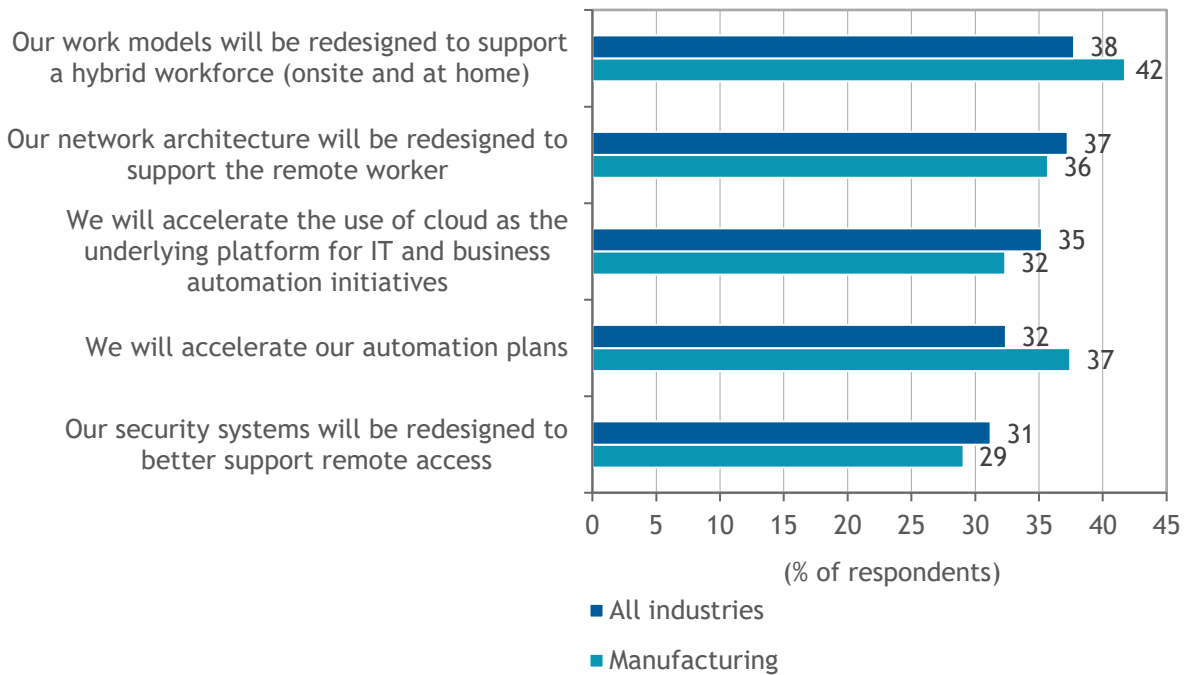 Our work models will be redesigned to support
a hybrid workforce (onsite and at home)
38
42
Our network architecture will be redesigned to
support the remote worker
37
36
We will accelerate the use of cloud as the
underlying platform for IT and business
automation initiatives
35
32
We will accelerate our automation plans
32
37
Our security systems will be redesigned to
better support remote access
31
29
0 5 10 15 20 25 30 35 40 45
(% of respondents)
All industries
Manufacturing